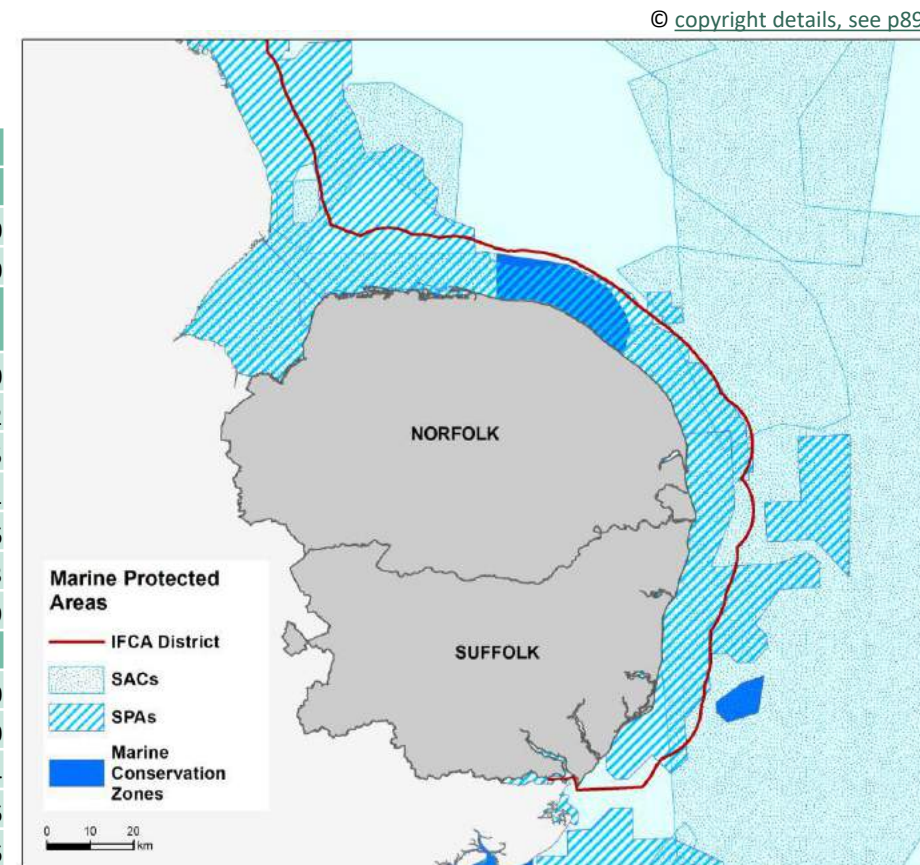 © copyright details, see p89
NORFOLK
SUFFOLK
Marine Protected
Areas
IFCA District
SACs
SPAs
Marine
Conservation
Zones
0 10 20
km